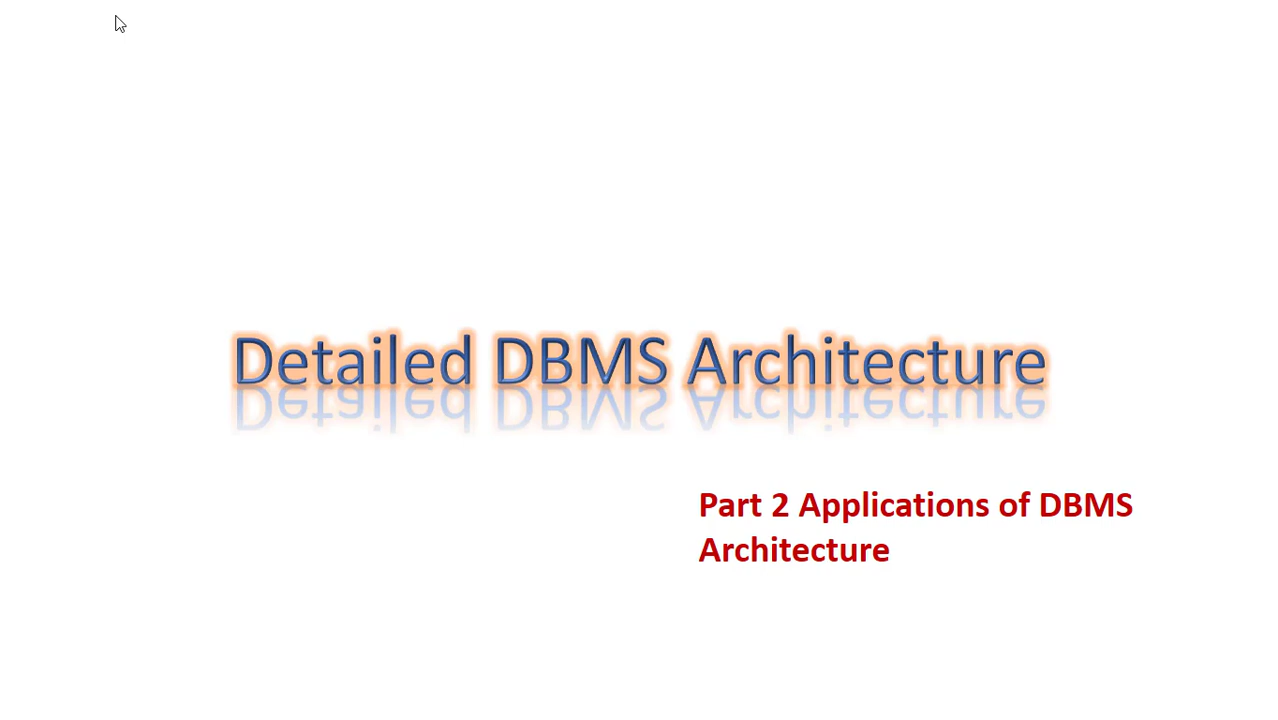 Detailed DBMS Architecture
Part 2 Applications of DBMS
Architecture